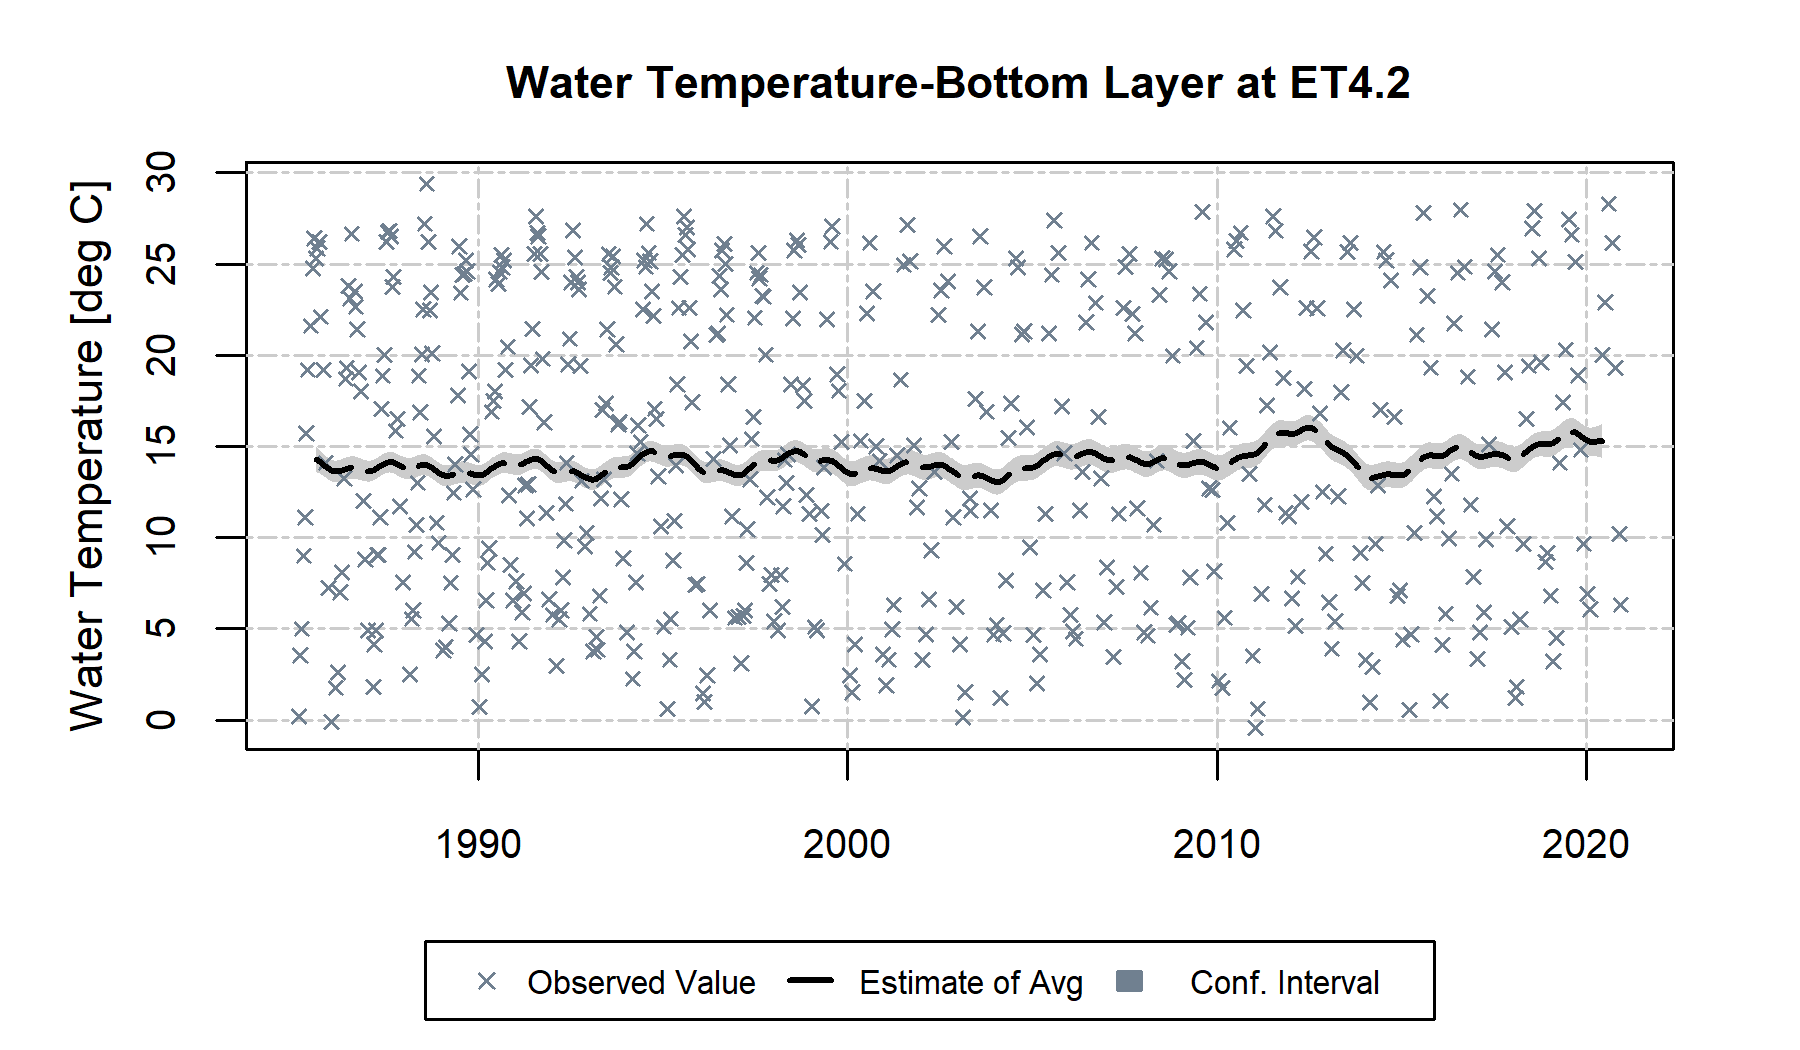 Water Temperature-Bottom Layer at ET4.2
Water Temperature [deg C]
30
25
20
15
10
5
0
1990 2000 2010 2020
Observed Value Estimate of Avg Conf. Interval